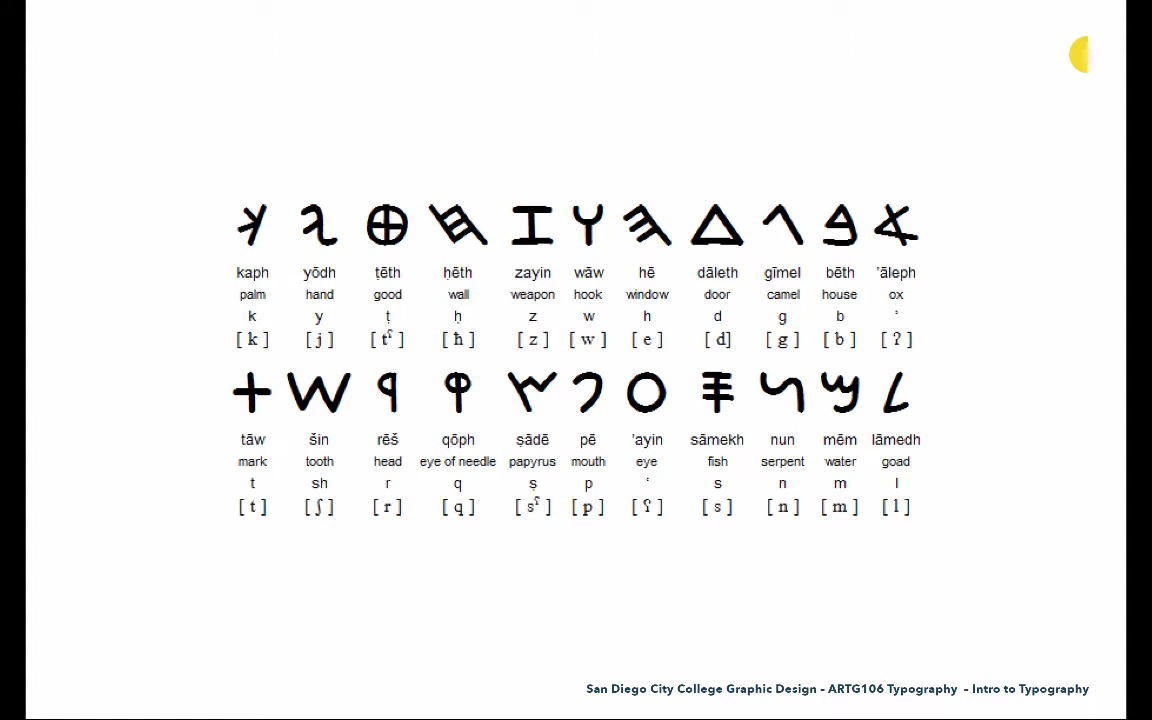 𐤊 𐤉 𐤈 𐤇 𐤆 𐤅 𐤄 𐤃 𐤂 𐤁 𐤀
kaph yōdh ṭēth ḥēth zayin wāw hē dāleth gīmel bēth ’āleph
palm hand good wall weapon hook window door camel house ox
k y ṭ ḥ z w h d g b ʾ
[ k ] [ j ] [ tˤ ] [ ħ ] [ z ] [ w ] [ e ] [ d] [ g ] [ b ] [ ʔ ]
𐤕 𐤔 𐤓 𐤒 𐤑 𐤐 𐤏 𐤎 𐤍 𐤌 𐤋
tāw šin rēš qōph ṣādē pē ’ayin sāmekh nun mēm lāmedh
mark tooth head eye of needle papyrus mouth eye fish serpent water goad
t sh r q ṣ p ʿ s n m l
[ t ] [ ʃ ] [ r ] [ q ] [ sˤ ] [ p ] [ ʕ ] [ s ] [ n ] [ m ] [ l ]
San Diego City College Graphic Design – ARTG106 Typography – Intro to Typography